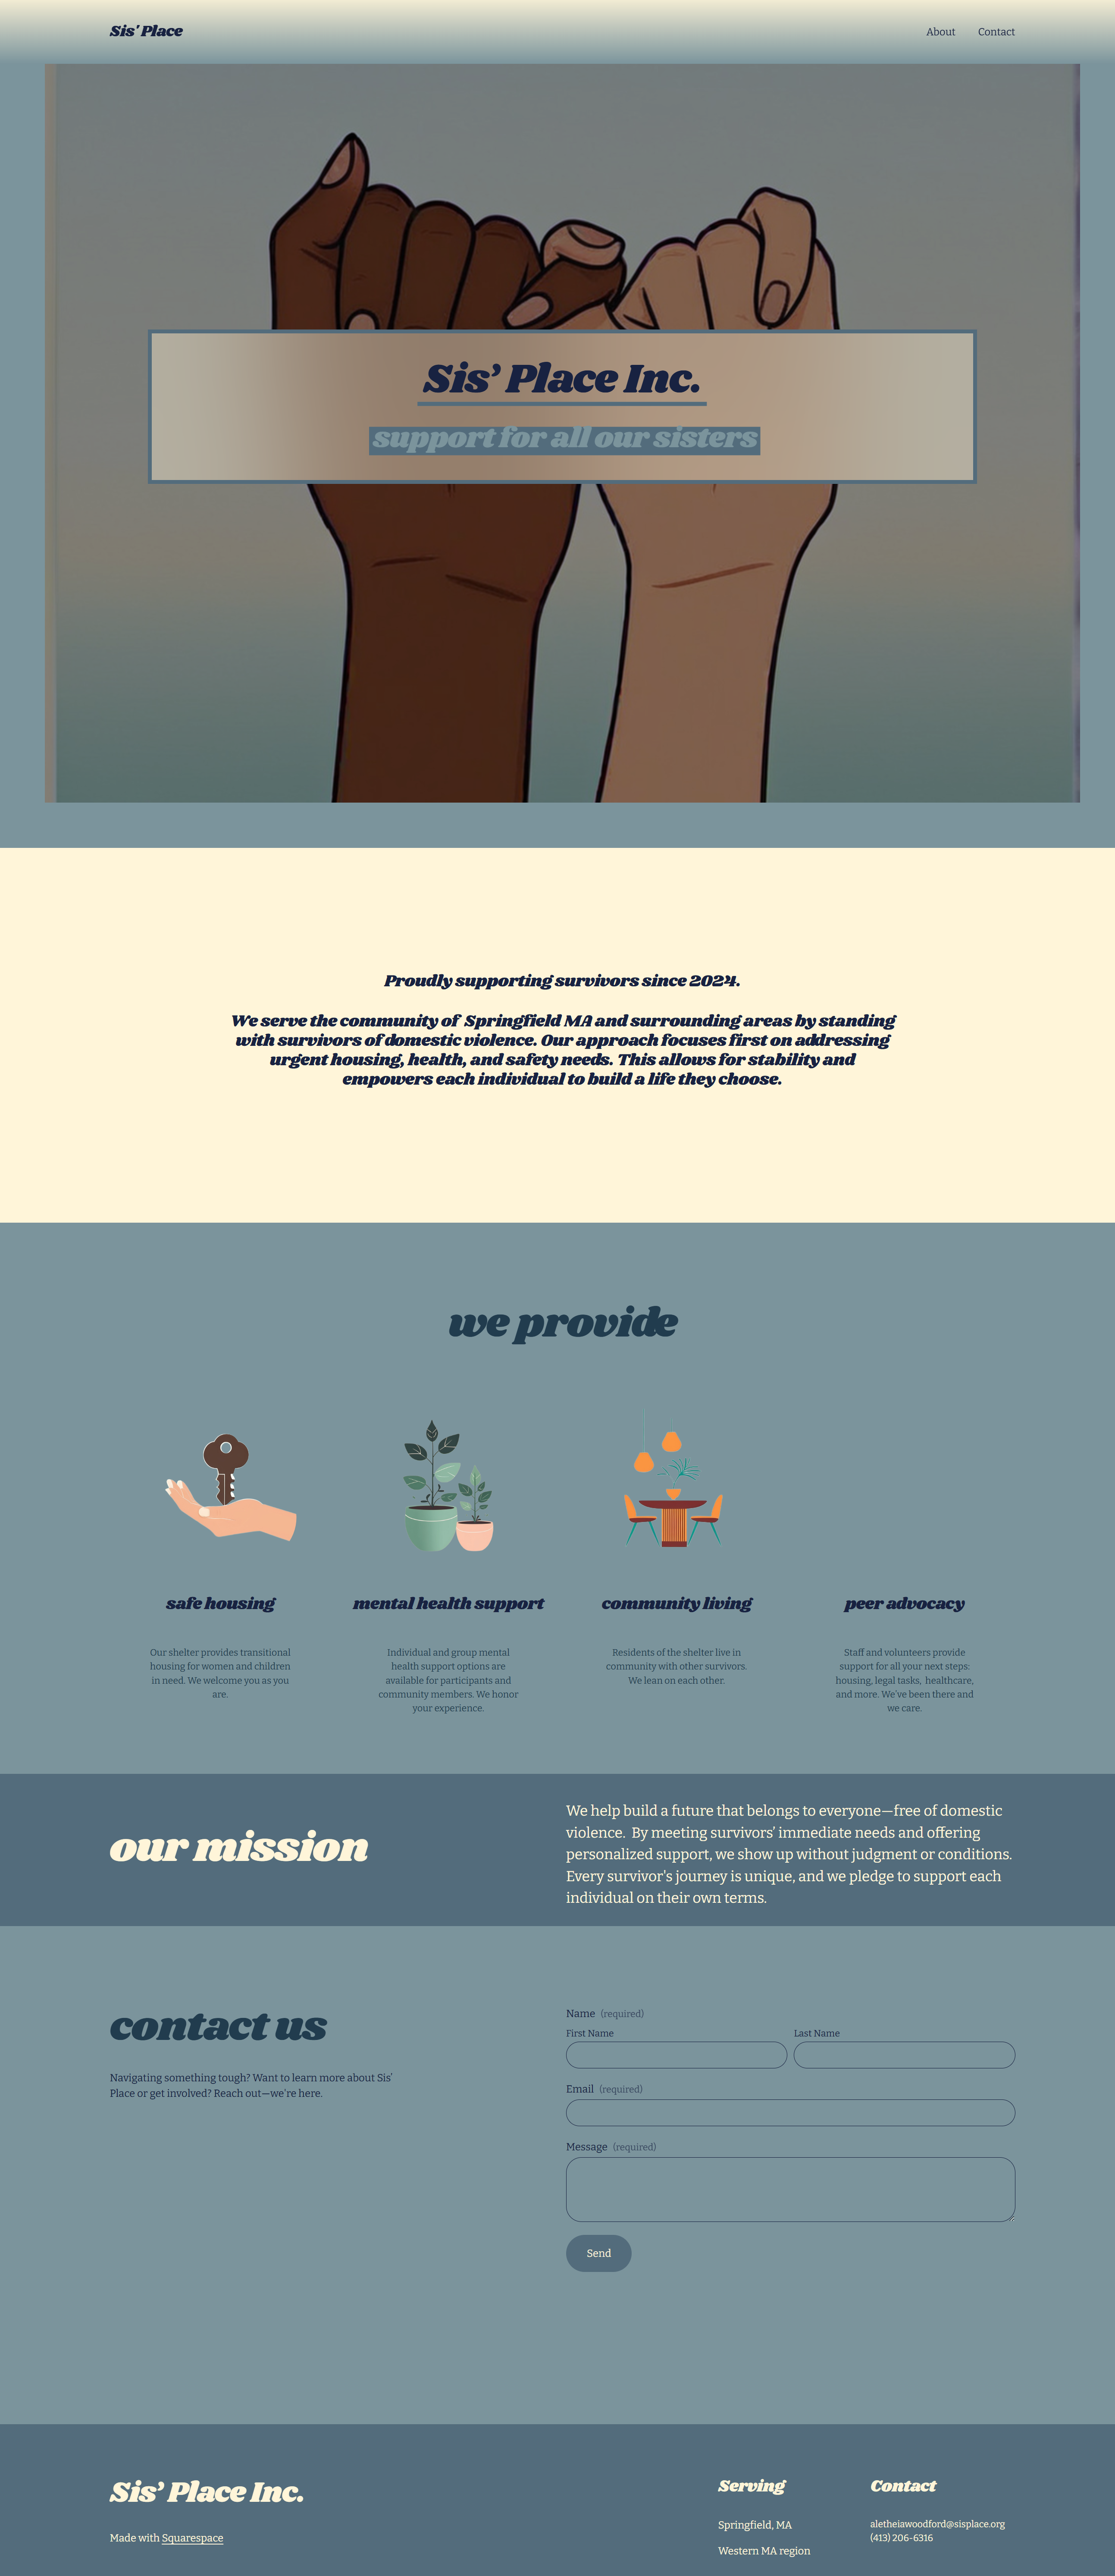 Sis' Place
About
Contact
Sis’ Place Inc.
support for all our sisters
Proudly supporting survivors since 2024.
We serve the community of  Springfield MA and surrounding areas by standing
with survivors of domestic violence. Our approach focuses first on addressing
urgent housing, health, and safety needs. This allows for stability and
empowers each individual to build a life they choose.
we provide
safe housing
Our shelter provides transitional
housing for women and children
in need. We welcome you as you
are.
mental health support
Individual and group mental
health support options are
available for participants and
community members. We honor
your experience.
community living
Residents of the shelter live in
community with other survivors.
We lean on each other.
peer advocacy
Staff and volunteers provide
support for all your next steps:
housing, legal tasks,  healthcare,
and more. We’ve been there and
we care.
our mission
We help build a future that belongs to everyone—free of domestic
violence.  By meeting survivors’ immediate needs and offering
personalized support, we show up without judgment or conditions.
Every survivor’s journey is unique, and we pledge to support each
individual on their own terms.
contact us
Navigating something tough? Want to learn more about Sis’
Place or get involved? Reach out—we’re here.
Name (required)
First Name
Last Name
Email (required)
Message (required)
Send
Sis’ Place Inc.
Made with Squarespace
Serving
Springfield, MA
Western MA region
Contact
aletheiawoodford@sisplace.org
(413) 206-6316